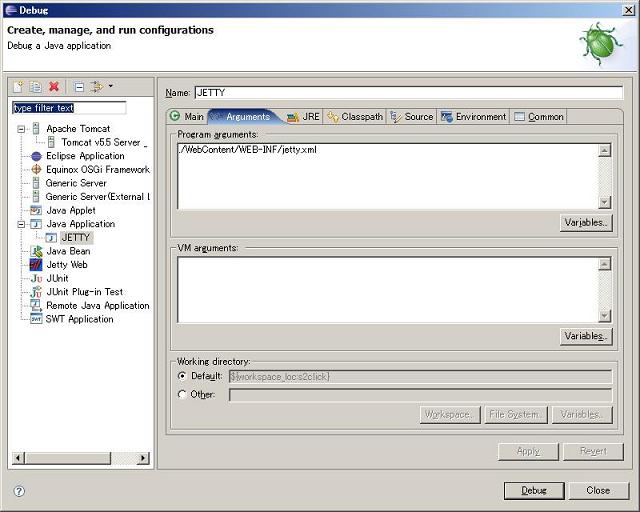 Debug
Create, manage, and run configurations
Debug a Java application
type filter text
Apache Tomcat
Tomcat v5.5 Server _
Eclipse Application
Equinox OSGi Framework
Generic Server
Generic Server(External L
Java Applet
Java Application
JETTY
Java Bean
Jetty Web
JUnit
JUnit Plug-in Test
Remote Java Application
SWT Application
Name: JETTY
Main Arguments JRE Classpath Source Environment Common
Program arguments:
./WebContent/WEB-INF/jetty.xml
Variables...
VM arguments:
Variables...
Working directory:
Default: ${workspace_loc:s2click}
Other:
Workspace... File System... Variables...
Apply Revert
Debug Close